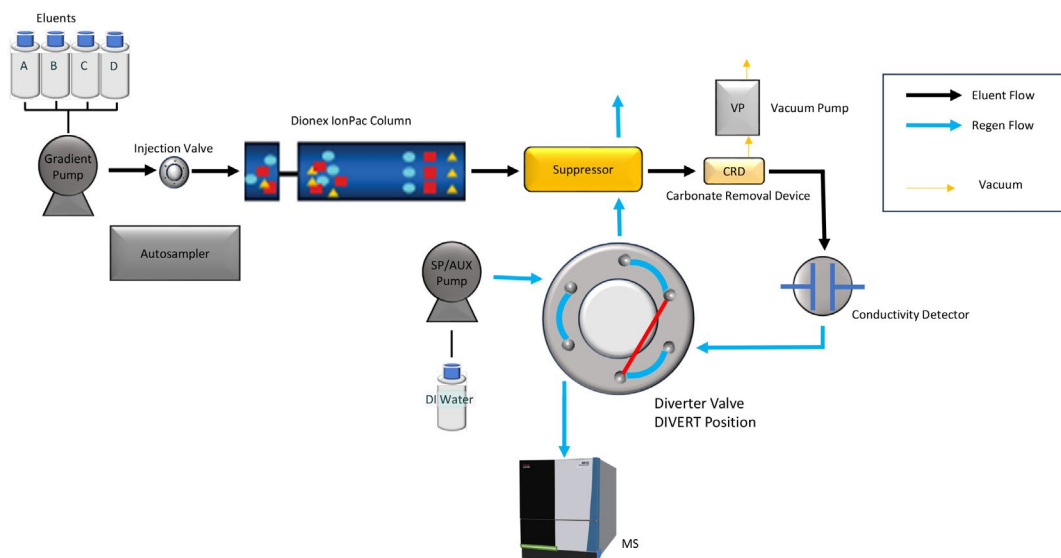 Eluents
A B C D
Gradient
Pump
Injection Valve
Autosampler
Dionex IonPac Column
Suppressor
VP
Vacuum Pump
CRD
Carbonate Removal Device
Eluent Flow
Regen Flow
Vacuum
SP/AUX
Pump
DI Water
Conductivity Detector
Diverter Valve
DIVERT Position
MS